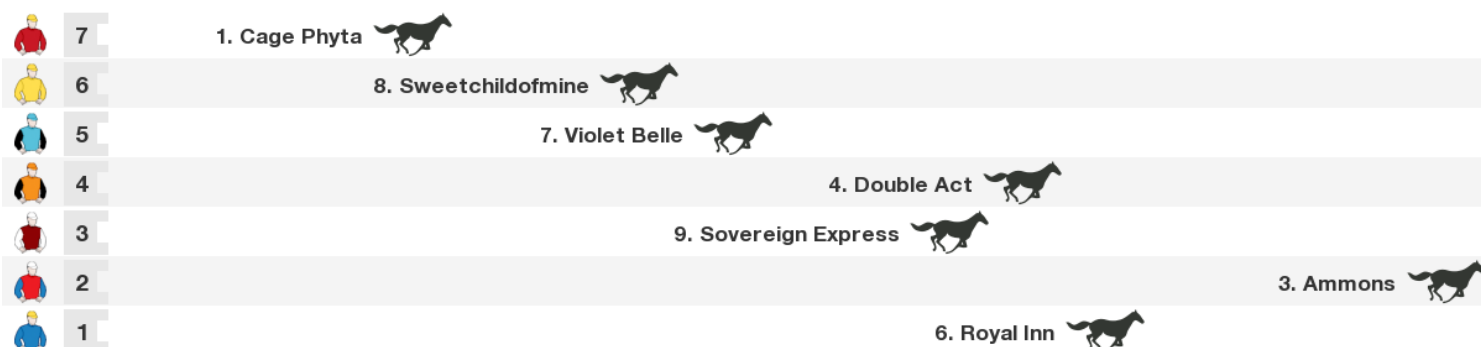 7 1. Cage Phyta
6 8. Sweetchildofmine
5 7. Violet Belle
4 4. Double Act
3 9. Sovereign Express
2 3. Ammons
1 6. Royal Inn